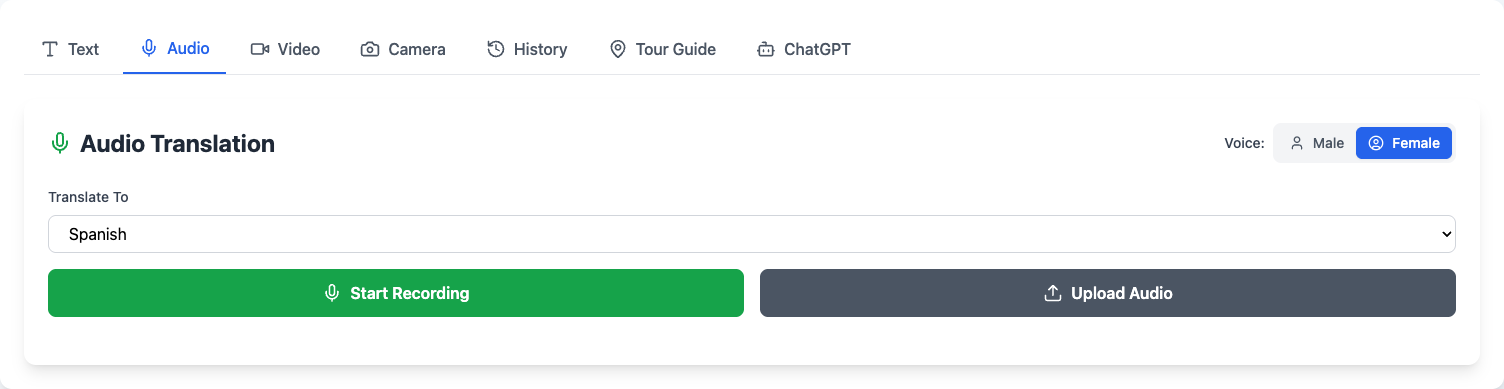 Text Audio Video Camera History Tour Guide ChatGPT
Audio Translation Voice: Male Female
Translate To
Spanish
Start Recording Upload Audio